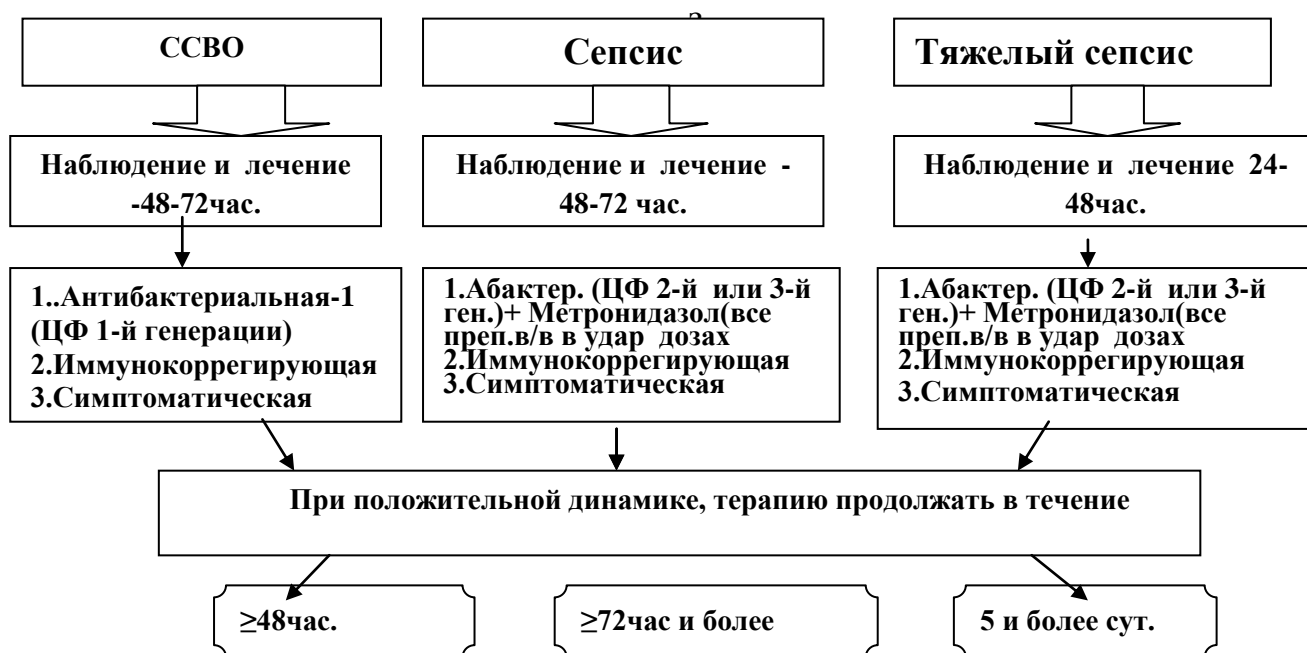 ССВО
Сепсис
Тяжелый сепсис
Наблюдение и лечение
-48-72час.
Наблюдение и лечение -
48-72 час.
Наблюдение и лечение 24-
48час.
1..Антибактериальная-1
(ЦФ 1-й генерации)
2.Иммунокоррегирующая
3.Симптоматическая
1.Абактер. (ЦФ 2-й или 3-й
ген.)+ Метронидазол(все
преп.в/в в удар дозах
2.Иммунокоррегирующая
3.Симптоматическая
1.Абактер. (ЦФ 2-й или 3-й
ген.)+ Метронидазол(все
преп.в/в в удар дозах
2.Иммунокоррегирующая
3.Симптоматическая
При положительной динамике, терапию продолжать в течение
≥48час.
≥72час и более
5 и более сут.